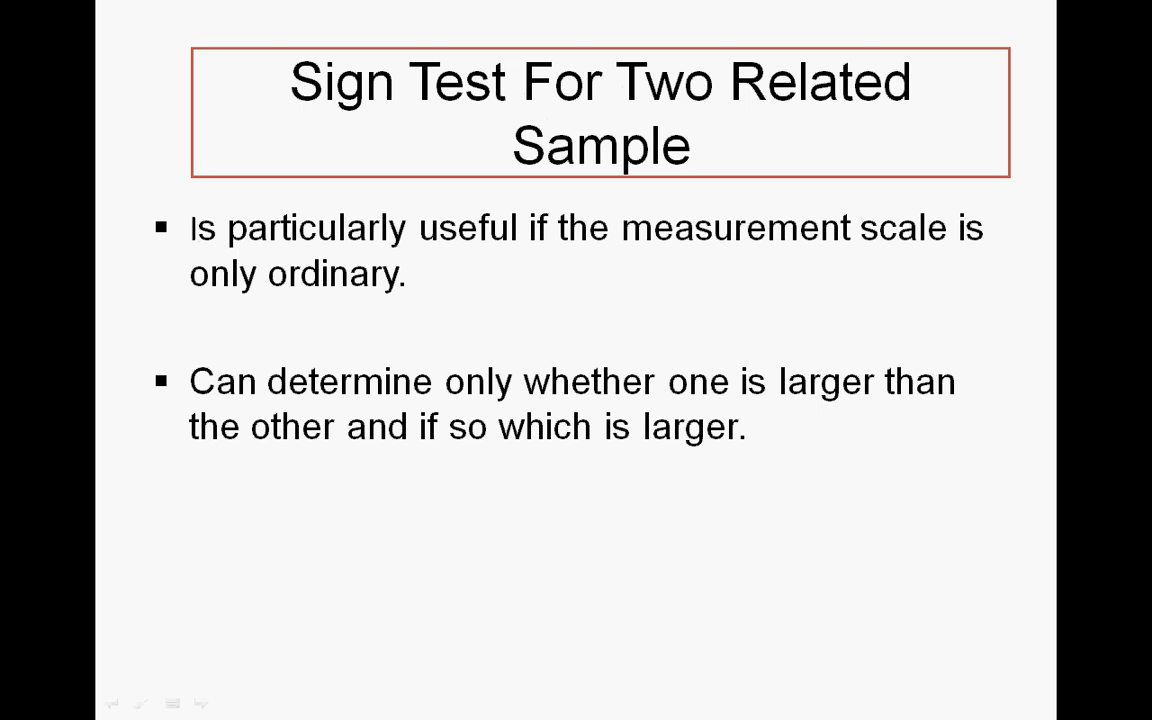 Sign Test For Two Related
Sample
▪ Is particularly useful if the measurement scale is
only ordinary.
▪ Can determine only whether one is larger than
the other and if so which is larger.